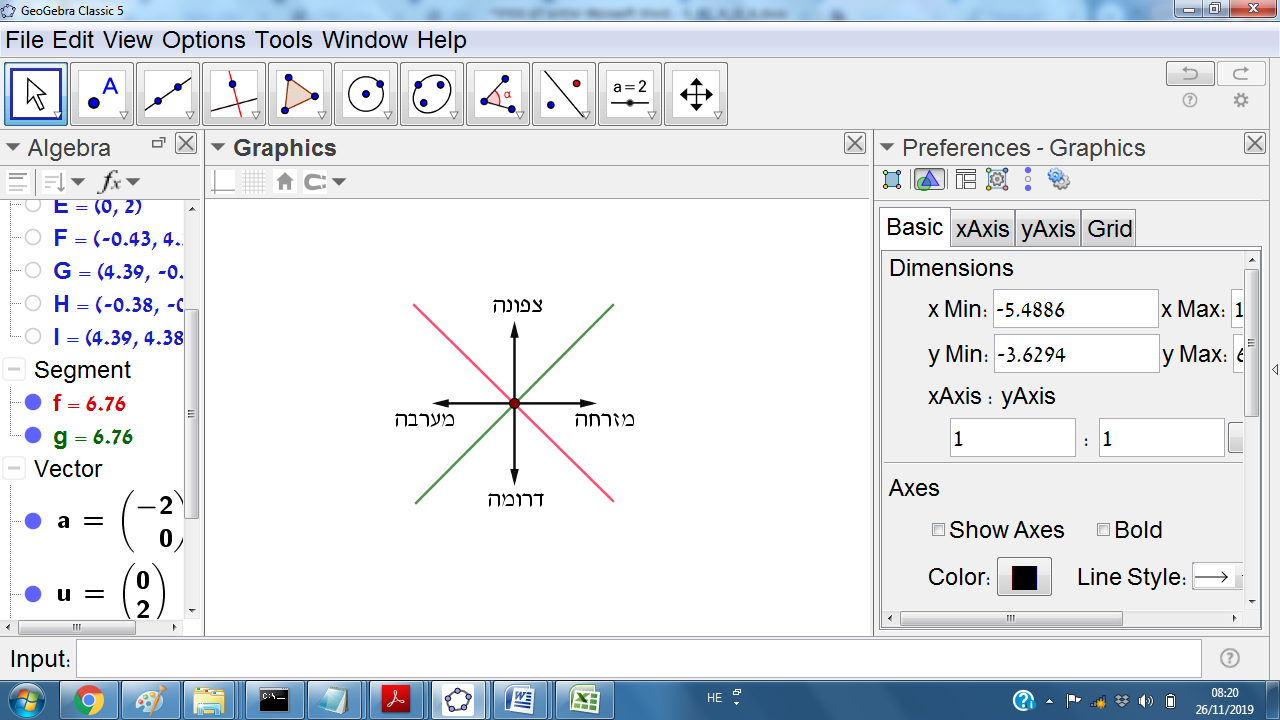 GeoGebra Classic 5
File Edit View Options Tools Window Help
A
α
a = 2
Algebra
Graphics
Preferences - Graphics
fx
E = (0, 2)
F = (-0.43, 4.
G = (4.39, -0.
H = (-0.38, -0
I = (4.39, 4.38
Segment
f = 6.76
g = 6.76
Vector
a = (−2 0)
u = (0 2)
צפונה
מערבה
מזרחה
דרומה
Basic xAxis yAxis Grid
Dimensions
x Min: -5.4886 x Max: 1
y Min: -3.6294 y Max: 6
xAxis : yAxis
1 : 1
Axes
Show Axes Bold
Color: Line Style:
Input:
HE
08:20
26/11/2019